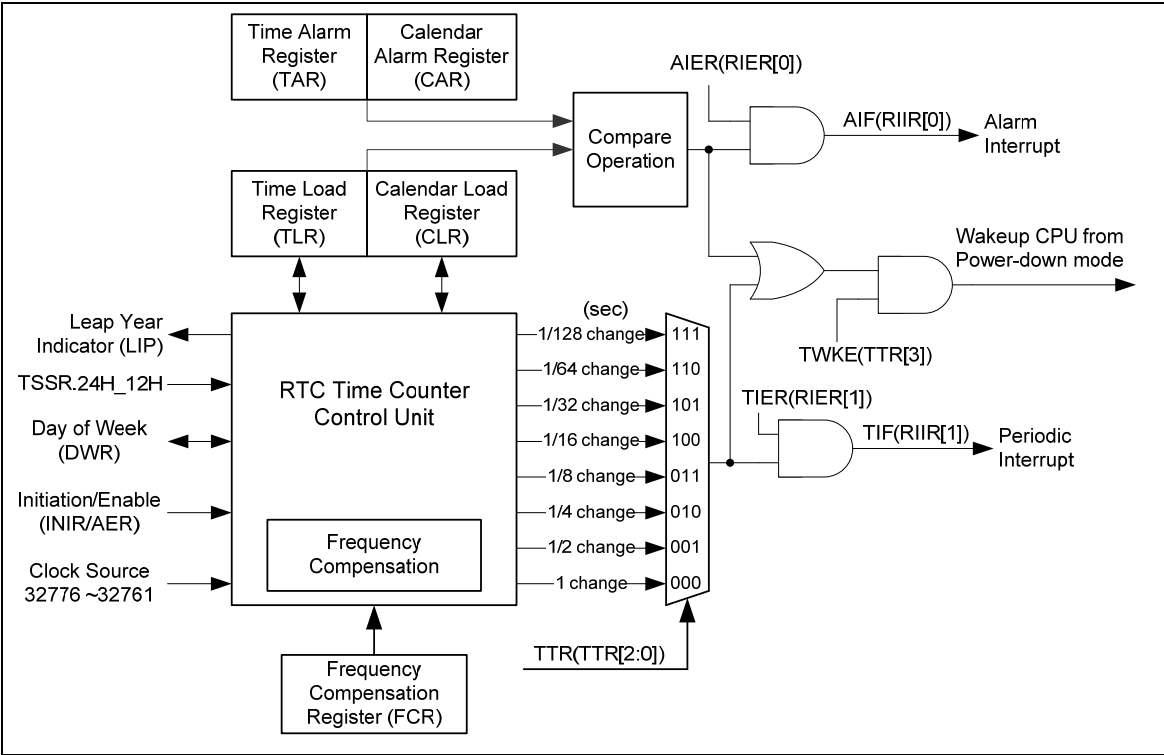 Time Alarm
Register
(TAR)
Calendar
Alarm Register
(CAR)
AIER(RIER[0])
Compare
Operation
AIF(RIIR[0])
Alarm
Interrupt
Time Load
Register
(TLR)
Calendar Load
Register
(CLR)
Wakeup CPU from
Power-down mode
TWKE(TTR[3])
Leap Year
Indicator (LIP)
TSSR.24H_12H
Day of Week
(DWR)
Initiation/Enable
(INIR/AER)
Clock Source
32776 ~32761
RTC Time Counter
Control Unit
Frequency
Compensation
(sec)
1/128 change
111
1/64 change
110
1/32 change
101
1/16 change
100
1/8 change
011
1/4 change
010
1/2 change
001
1 change
000
TIER(RIER[1])
TIF(RIIR[1])
Periodic
Interrupt
TTR(TTR[2:0])
Frequency
Compensation
Register (FCR)